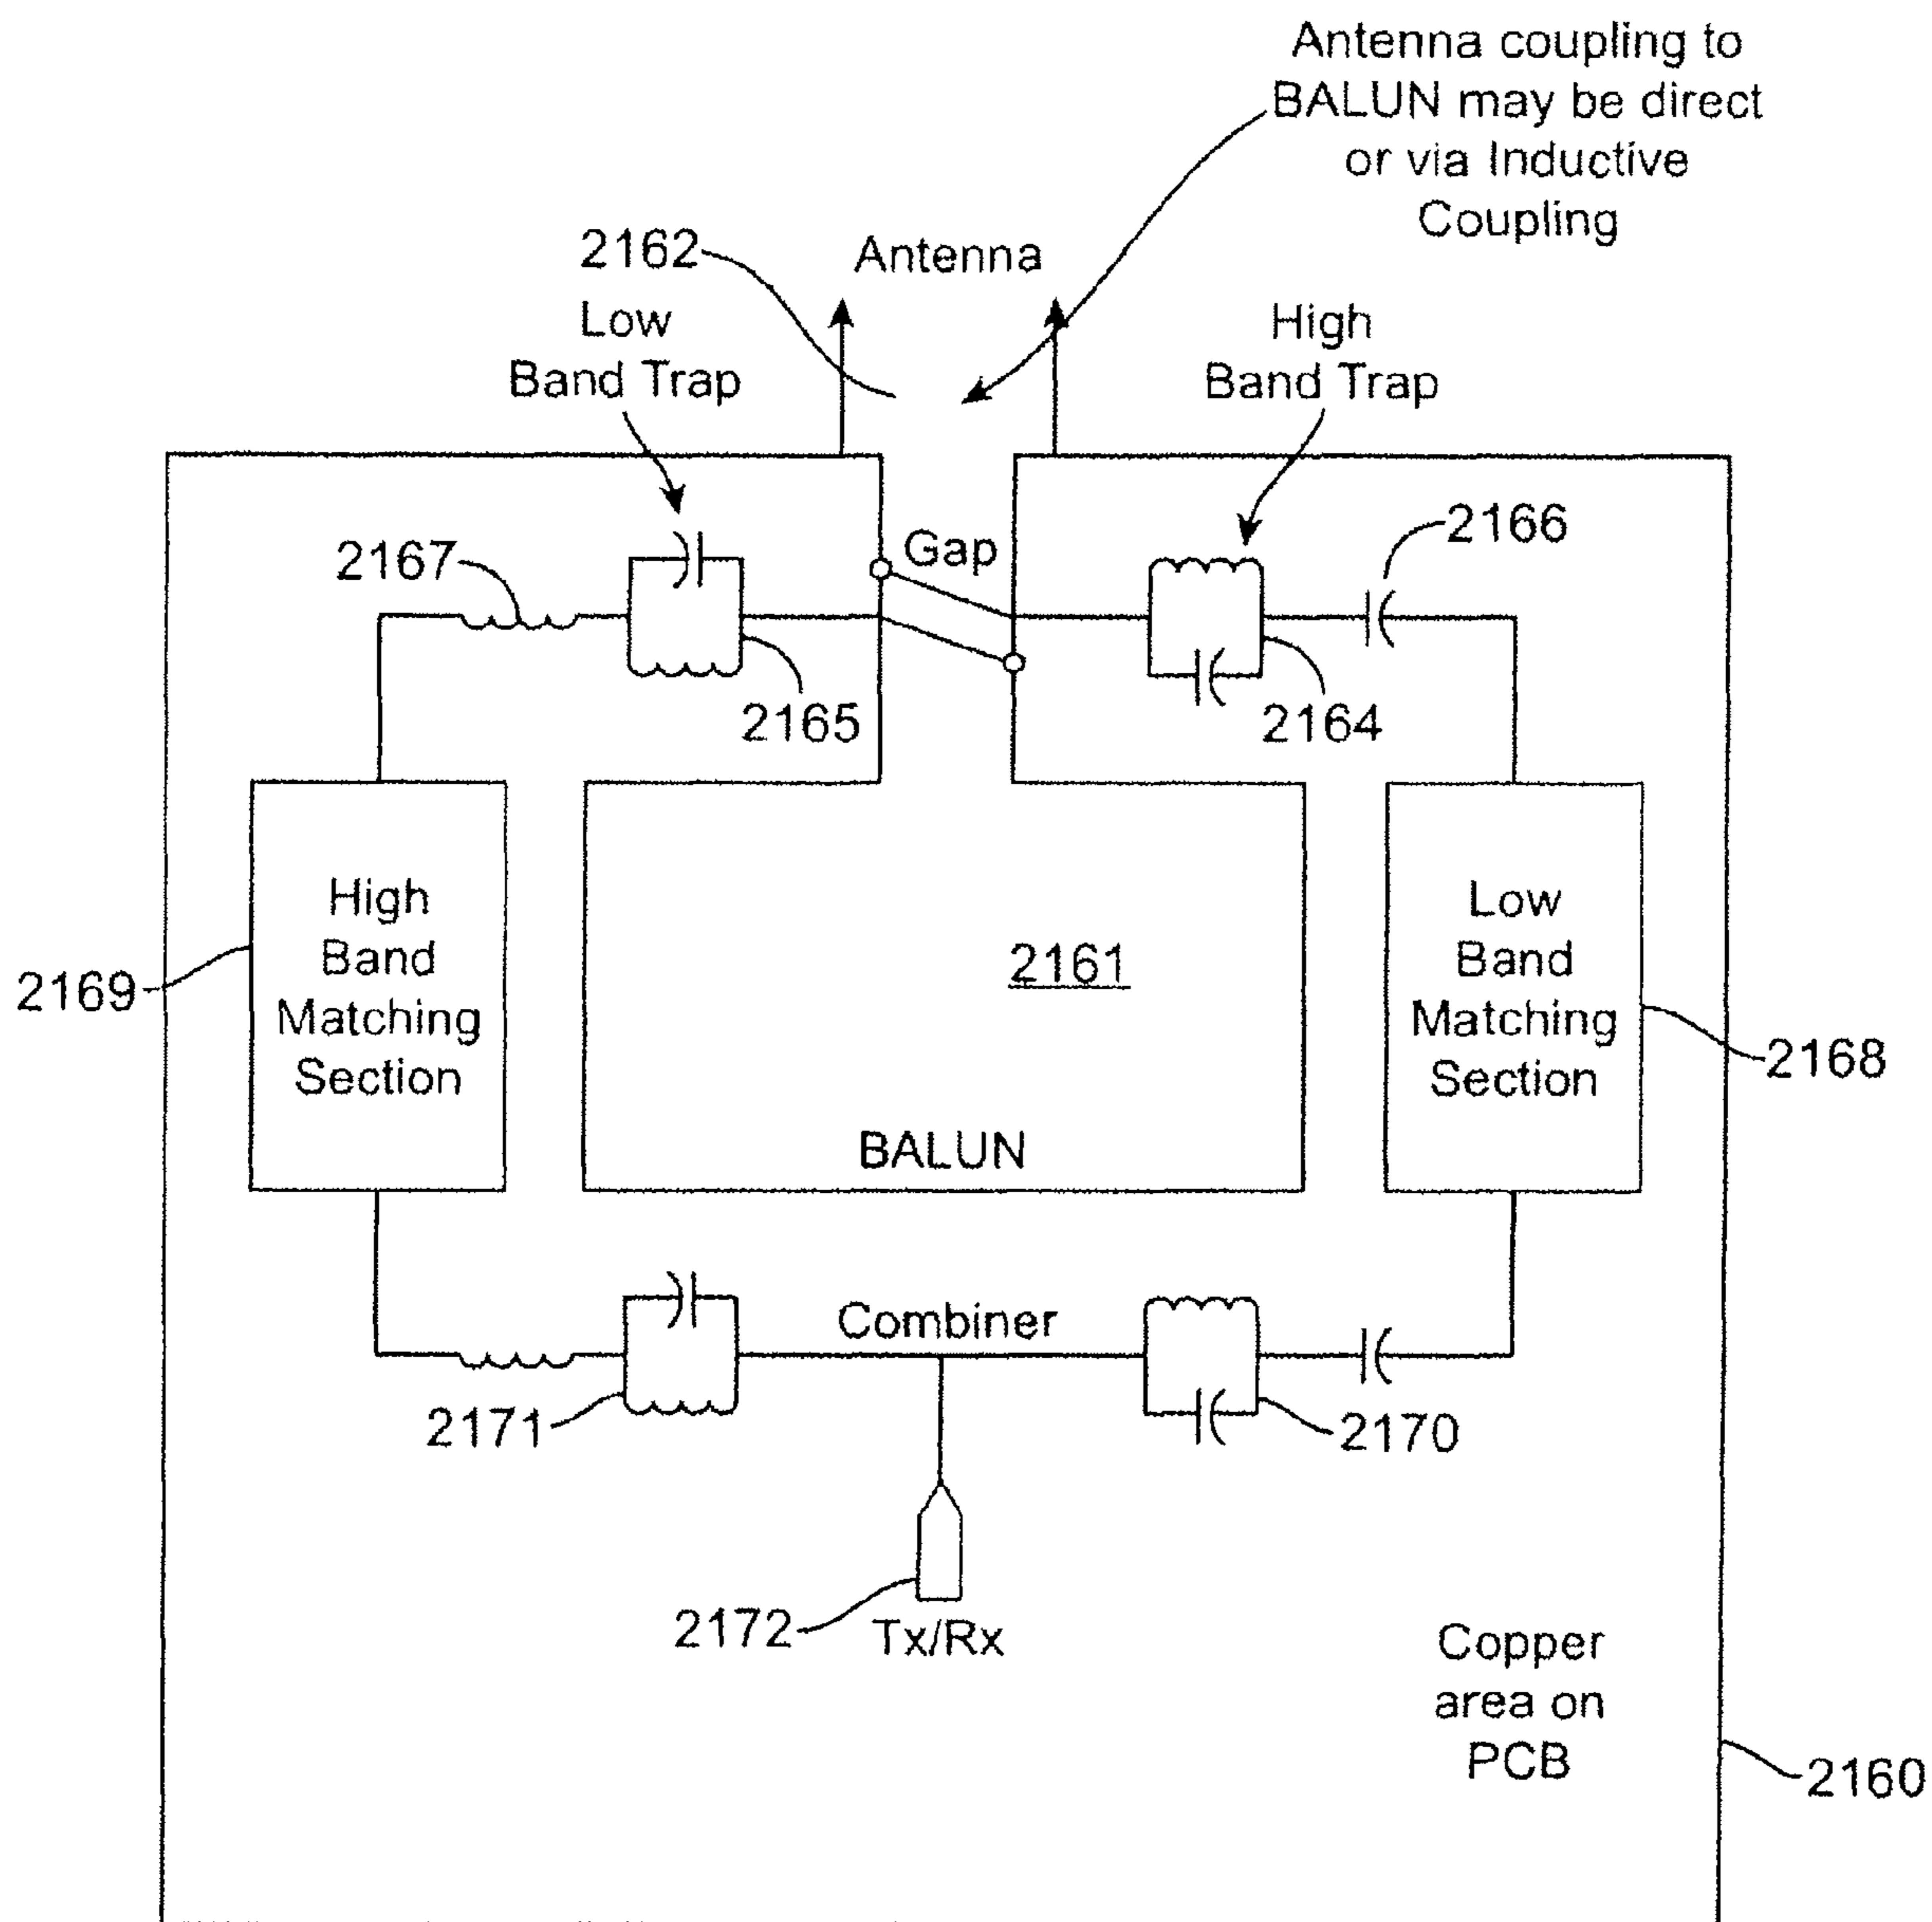 Antenna coupling to
BALUN may be direct
or via Inductive
Coupling
2162
Antenna
Low
Band Trap
High
Band Trap
2167
Gap
2166
2165
2164
High
Band
Matching
Section
2169
2161
BALUN
Low
Band
Matching
Section
2168
Combiner
2171
2170
2172
Tx/Rx
Copper
area on
PCB
2160